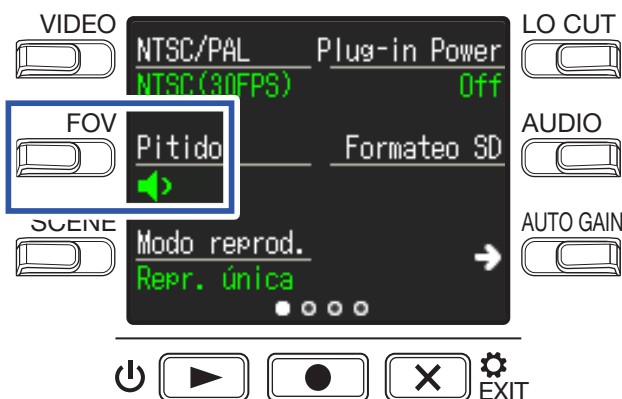 VIDEO
LO CUT
NTSC/PAL
Plug-in Power
NTSC(30FPS)
Off
FOV
AUDIO
Pitido
Formateo SD
SCENE
AUTO GAIN
Modo reprod.
Repr. única
EXIT